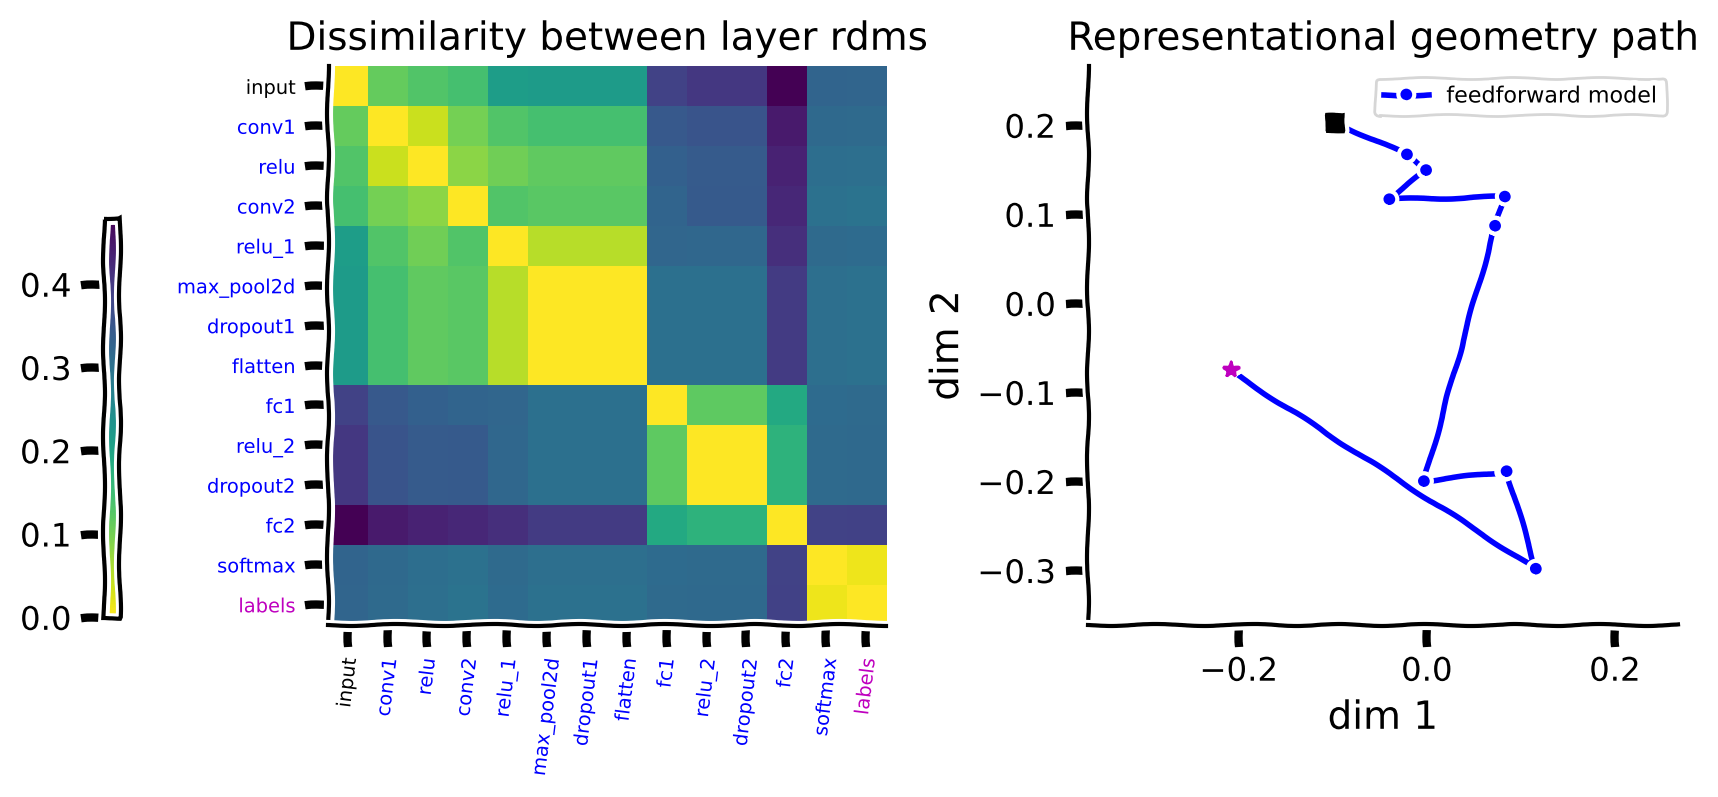 Dissimilarity between layer rdms
input
conv1
relu
conv2
relu_1
max_pool2d
dropout1
flatten
fc1
relu_2
dropout2
fc2
softmax
labels
0.4
0.3
0.2
0.1
0.0
input
conv1
relu
conv2
relu_1
max_pool2d
dropout1
flatten
fc1
relu_2
dropout2
fc2
softmax
labels
Representational geometry path
feedforward model
dim 2
0.2
0.1
0.0
−0.1
−0.2
−0.3
−0.2
0.0
0.2
dim 1